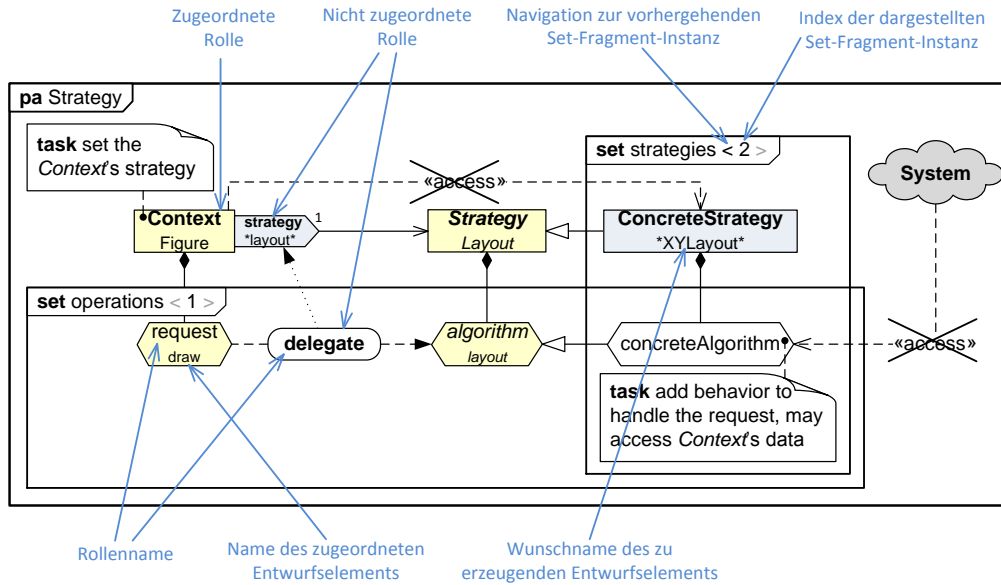 Zugeordnete
Rolle
Nicht zugeordnete
Rolle
Navigation zur vorhergehenden
Set-Fragment-Instanz
Index der dargestellten
Set-Fragment-Instanz
pa Strategy
task set the
Context's strategy
set strategies < 2 >
«access»
System
Context
Figure
strategy
*layout*
1
Strategy
Layout
ConcreteStrategy
*XYLayout*
set operations < 1 >
request
draw
delegate
algorithm
layout
concreteAlgorithm
«access»
task add behavior to
handle the request, may
access Context's data
Rollenname
Name des zugeordneten
Entwurfselements
Wunschname des zu
erzeugenden Entwurfselements